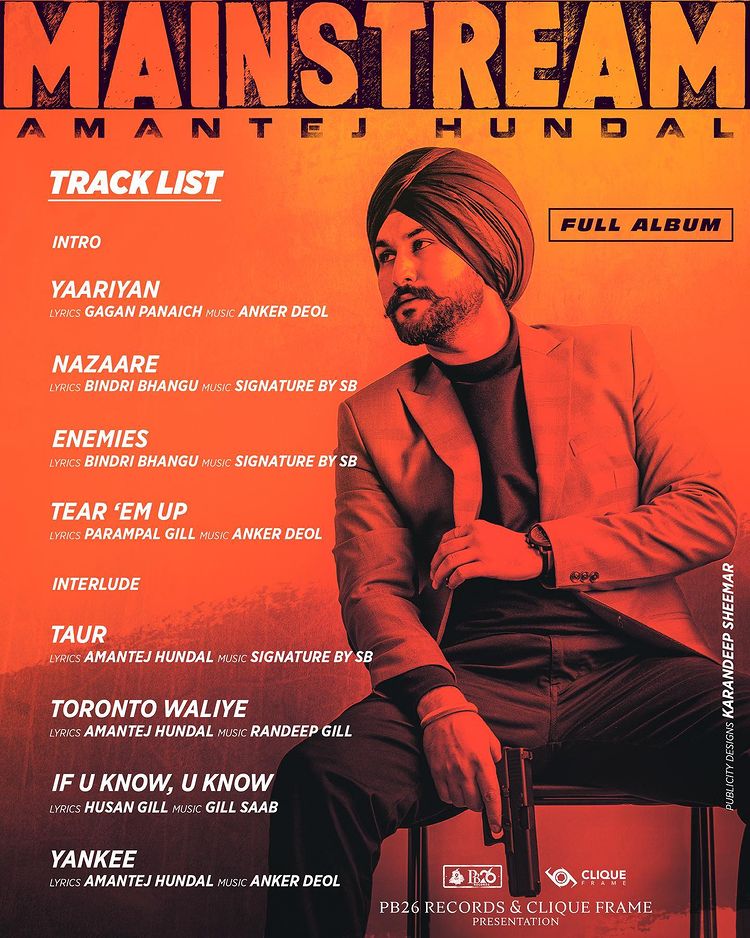 MAINSTREAM
AMANTEJ HUNDAL
TRACK LIST
FULL ALBUM
INTRO
YAARIYAN
LYRICS GAGAN PANAICH MUSIC ANKER DEOL
NAZAARE
LYRICS BINDRI BHANGU MUSIC SIGNATURE BY SB
ENEMIES
LYRICS BINDRI BHANGU MUSIC SIGNATURE BY SB
TEAR ‘EM UP
LYRICS PARAMPAL GILL MUSIC ANKER DEOL
INTERLUDE
TAUR
LYRICS AMANTEJ HUNDAL MUSIC SIGNATURE BY SB
TORONTO WALIYE
LYRICS AMANTEJ HUNDAL MUSIC RANDEEP GILL
IF U KNOW, U KNOW
LYRICS HUSAN GILL MUSIC GILL SAAB
YANKEE
LYRICS AMANTEJ HUNDAL MUSIC ANKER DEOL
PUBLICITY DESIGNS KARANDEEP SHEEMAR
PB26
RECORDS
CLIQUE
FRAME
PB26 RECORDS & CLIQUE FRAME
PRESENTATION